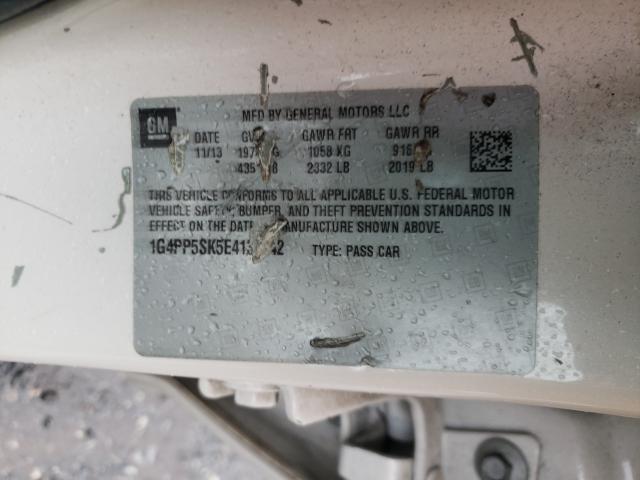 GM
MFD BY GENERAL MOTORS LLC
DATE GAWR FRT GAWR RR
11/13 1058 KG
2332 LB 2019 LB
THIS VEHICLE CONFORMS TO ALL APPLICABLE U.S. FEDERAL MOTOR
VEHICLE SAFETY, BUMPER, AND THEFT PREVENTION STANDARDS IN
EFFECT ON THE DATE MANUFACTURE SHOWN ABOVE.
TYPE: PASS CAR